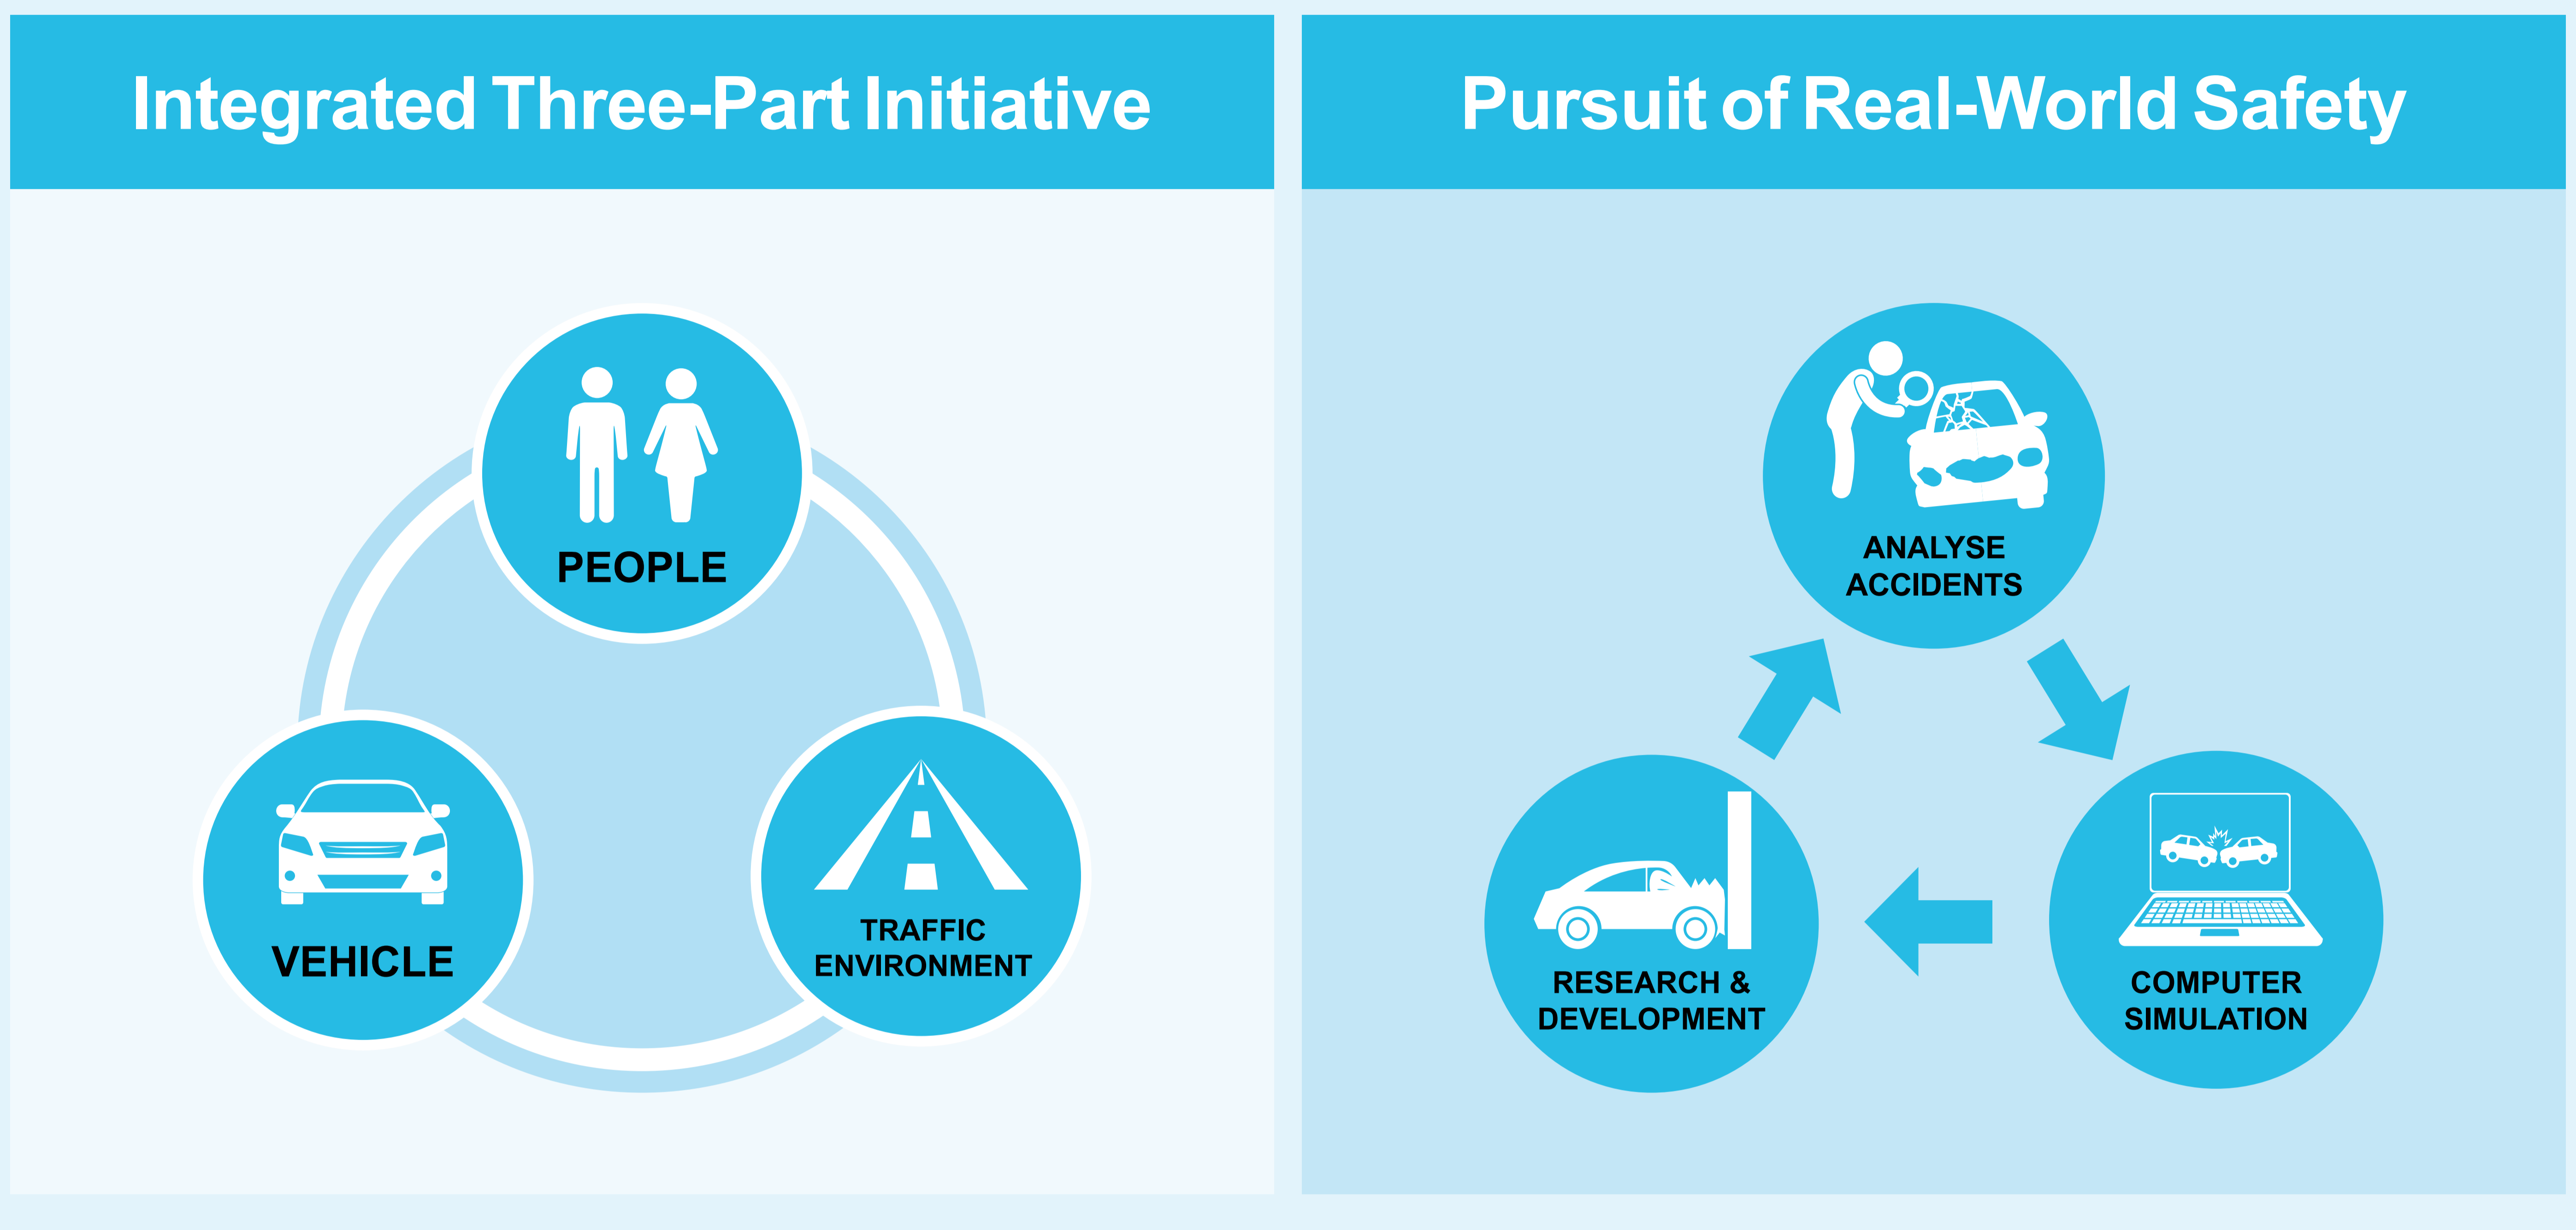 Integrated Three-Part Initiative
PEOPLE
VEHICLE
TRAFFIC
ENVIRONMENT
Pursuit of Real-World Safety
ANALYSE
ACCIDENTS
RESEARCH &
DEVELOPMENT
COMPUTER
SIMULATION